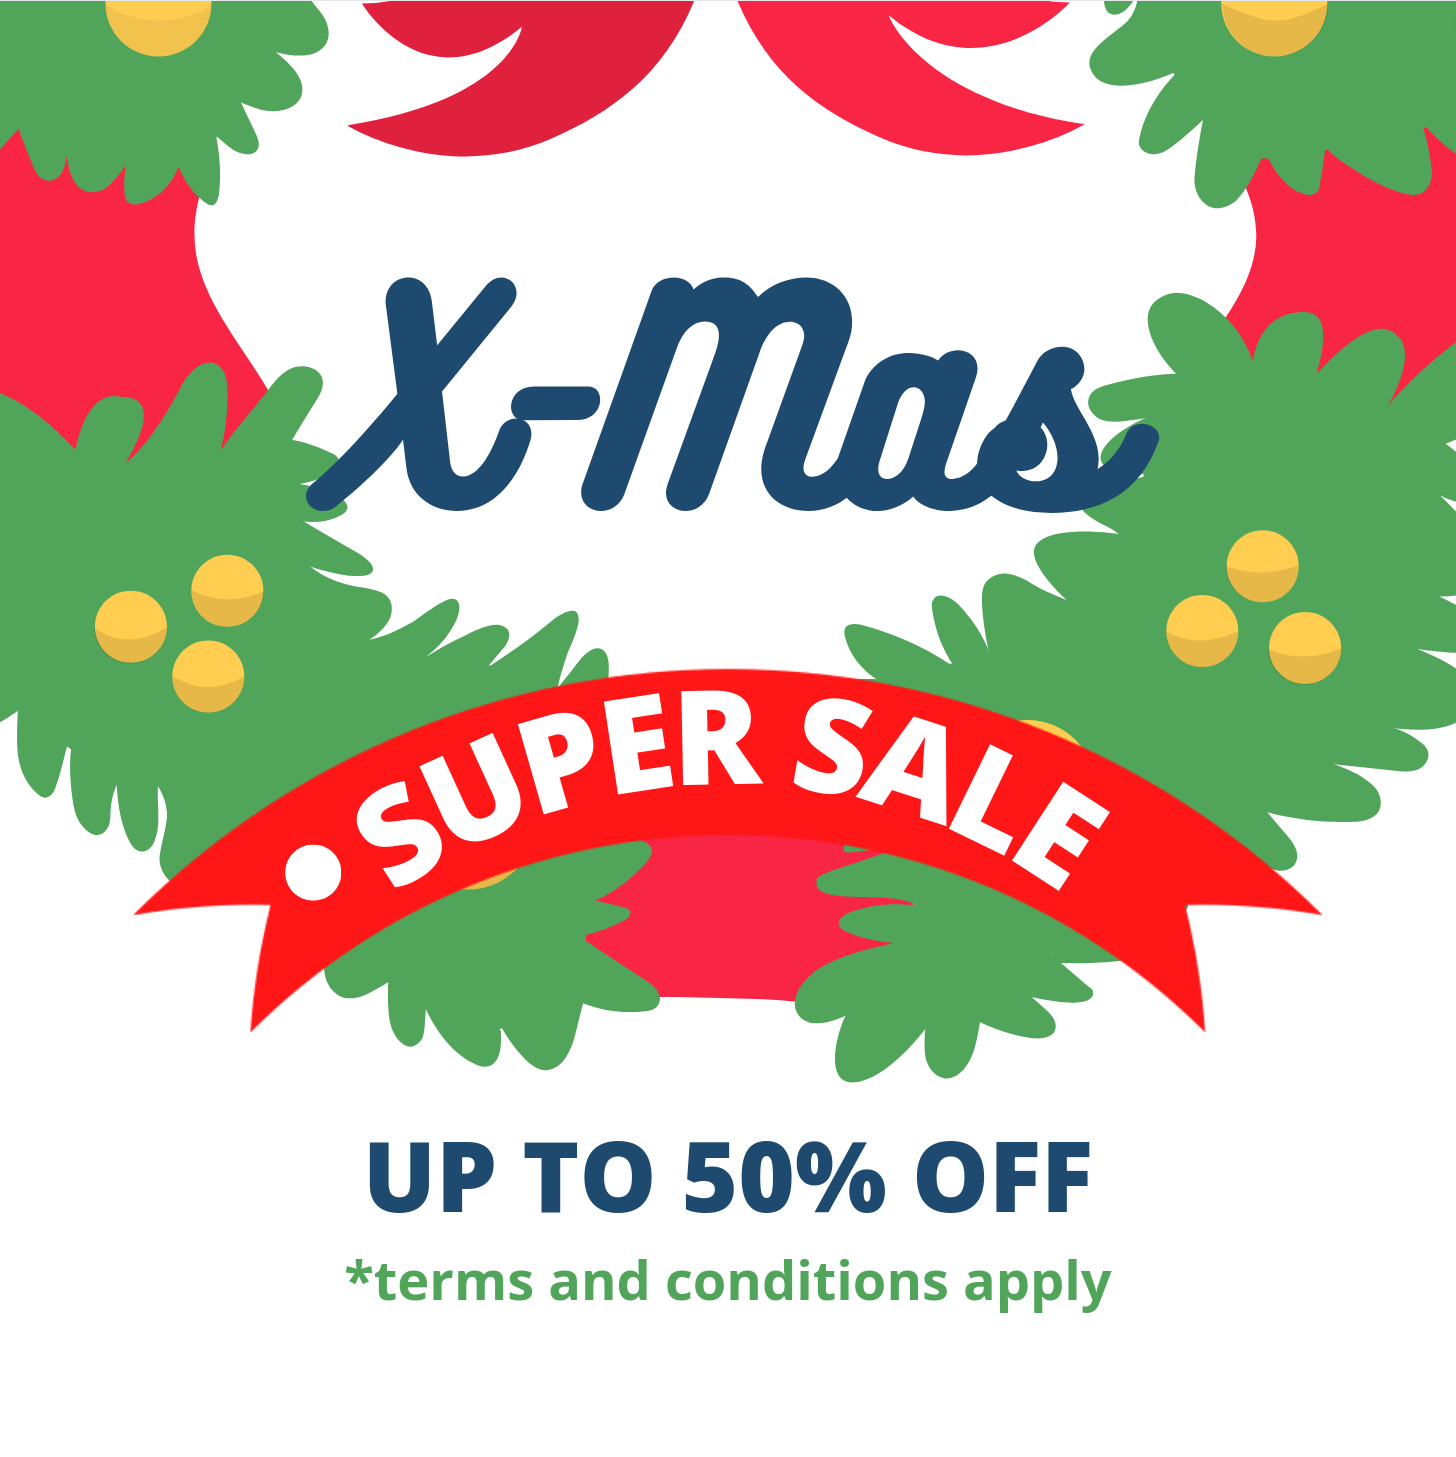 X-Mas
• SUPER SALE
UP TO 50% OFF
*terms and conditions apply